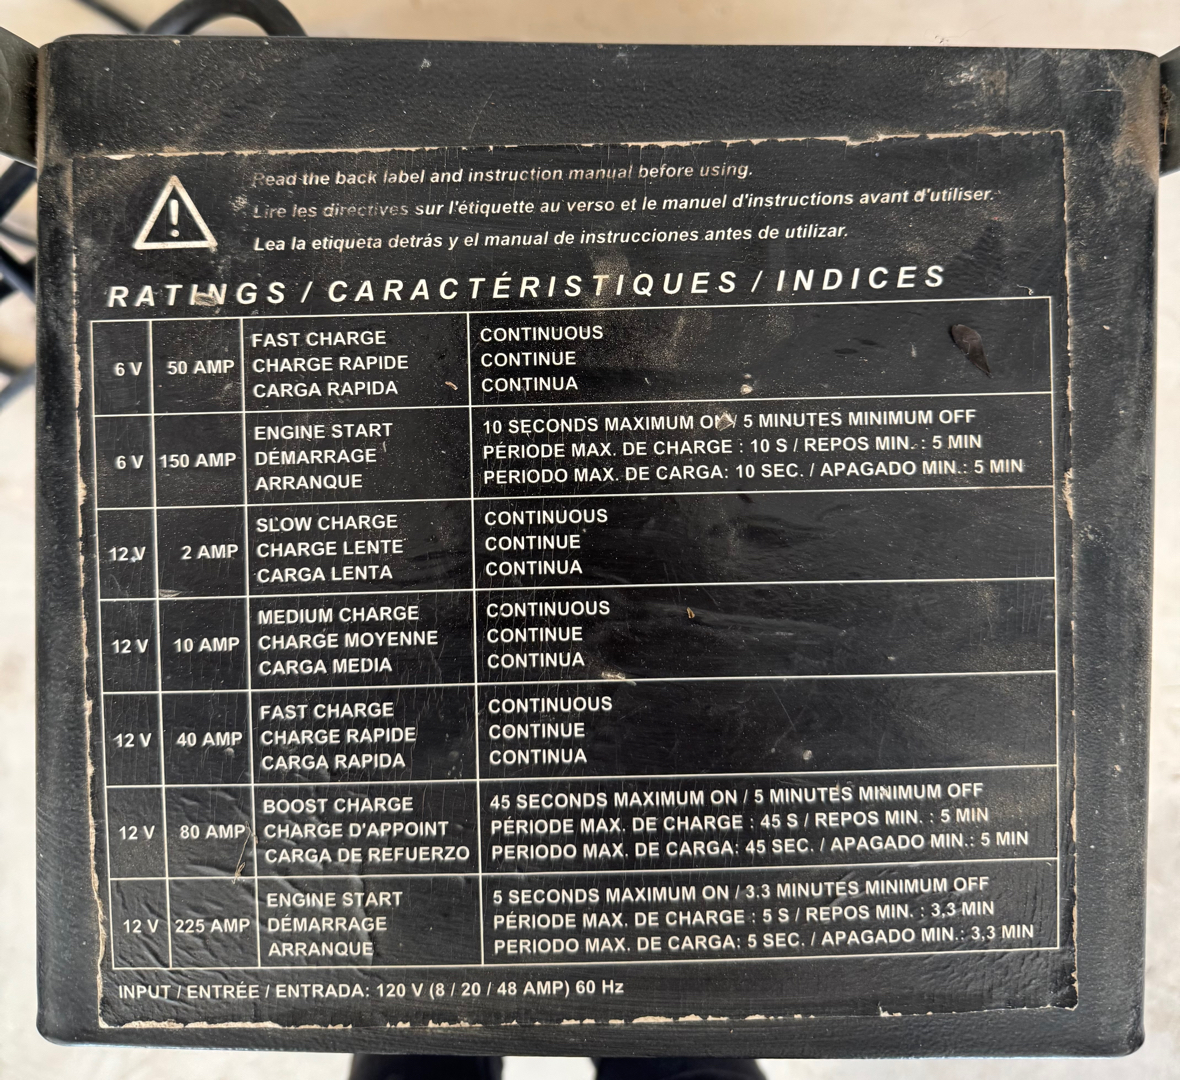 Read the back label and instruction manual before using.
Lire les directives sur l'étiquette au verso et le manuel d'instructions avant d'utiliser.
Lea la etiqueta detrás y el manual de instrucciones antes de utilizar.
RATINGS / CARACTÉRISTIQUES / INDICES
6 V 50 AMP
FAST CHARGE
CHARGE RAPIDE
CARGA RAPIDA
CONTINUOUS
CONTINUE
CONTINUA
6 V 150 AMP
ENGINE START
DÉMARRAGE
ARRANQUE
10 SECONDS MAXIMUM ON / 5 MINUTES MINIMUM OFF
PÉRIODE MAX. DE CHARGE : 10 S / REPOS MIN. : 5 MIN
PERIODO MAX. DE CARGA: 10 SEC. / APAGADO MIN.: 5 MIN
12 V 2 AMP
SLOW CHARGE
CHARGE LENTE
CARGA LENTA
CONTINUOUS
CONTINUE
CONTINUA
12 V 10 AMP
MEDIUM CHARGE
CHARGE MOYENNE
CARGA MEDIA
CONTINUOUS
CONTINUE
CONTINUA
12 V 40 AMP
FAST CHARGE
CHARGE RAPIDE
CARGA RAPIDA
CONTINUOUS
CONTINUE
CONTINUA
12 V 80 AMP
BOOST CHARGE
CHARGE D'APPOINT
CARGA DE REFUERZO
45 SECONDS MAXIMUM ON / 5 MINUTES MINIMUM OFF
PÉRIODE MAX. DE CHARGE : 45 S / REPOS MIN. : 5 MIN
PERIODO MAX. DE CARGA: 45 SEC. / APAGADO MIN.: 5 MIN
12 V 225 AMP
ENGINE START
DÉMARRAGE
ARRANQUE
5 SECONDS MAXIMUM ON / 3.3 MINUTES MINIMUM OFF
PÉRIODE MAX. DE CHARGE : 5 S / REPOS MIN. : 3,3 MIN
PERIODO MAX. DE CARGA: 5 SEC. / APAGADO MIN.: 3,3 MIN
INPUT / ENTRÉE / ENTRADA: 120 V (8 / 20 / 48 AMP) 60 Hz